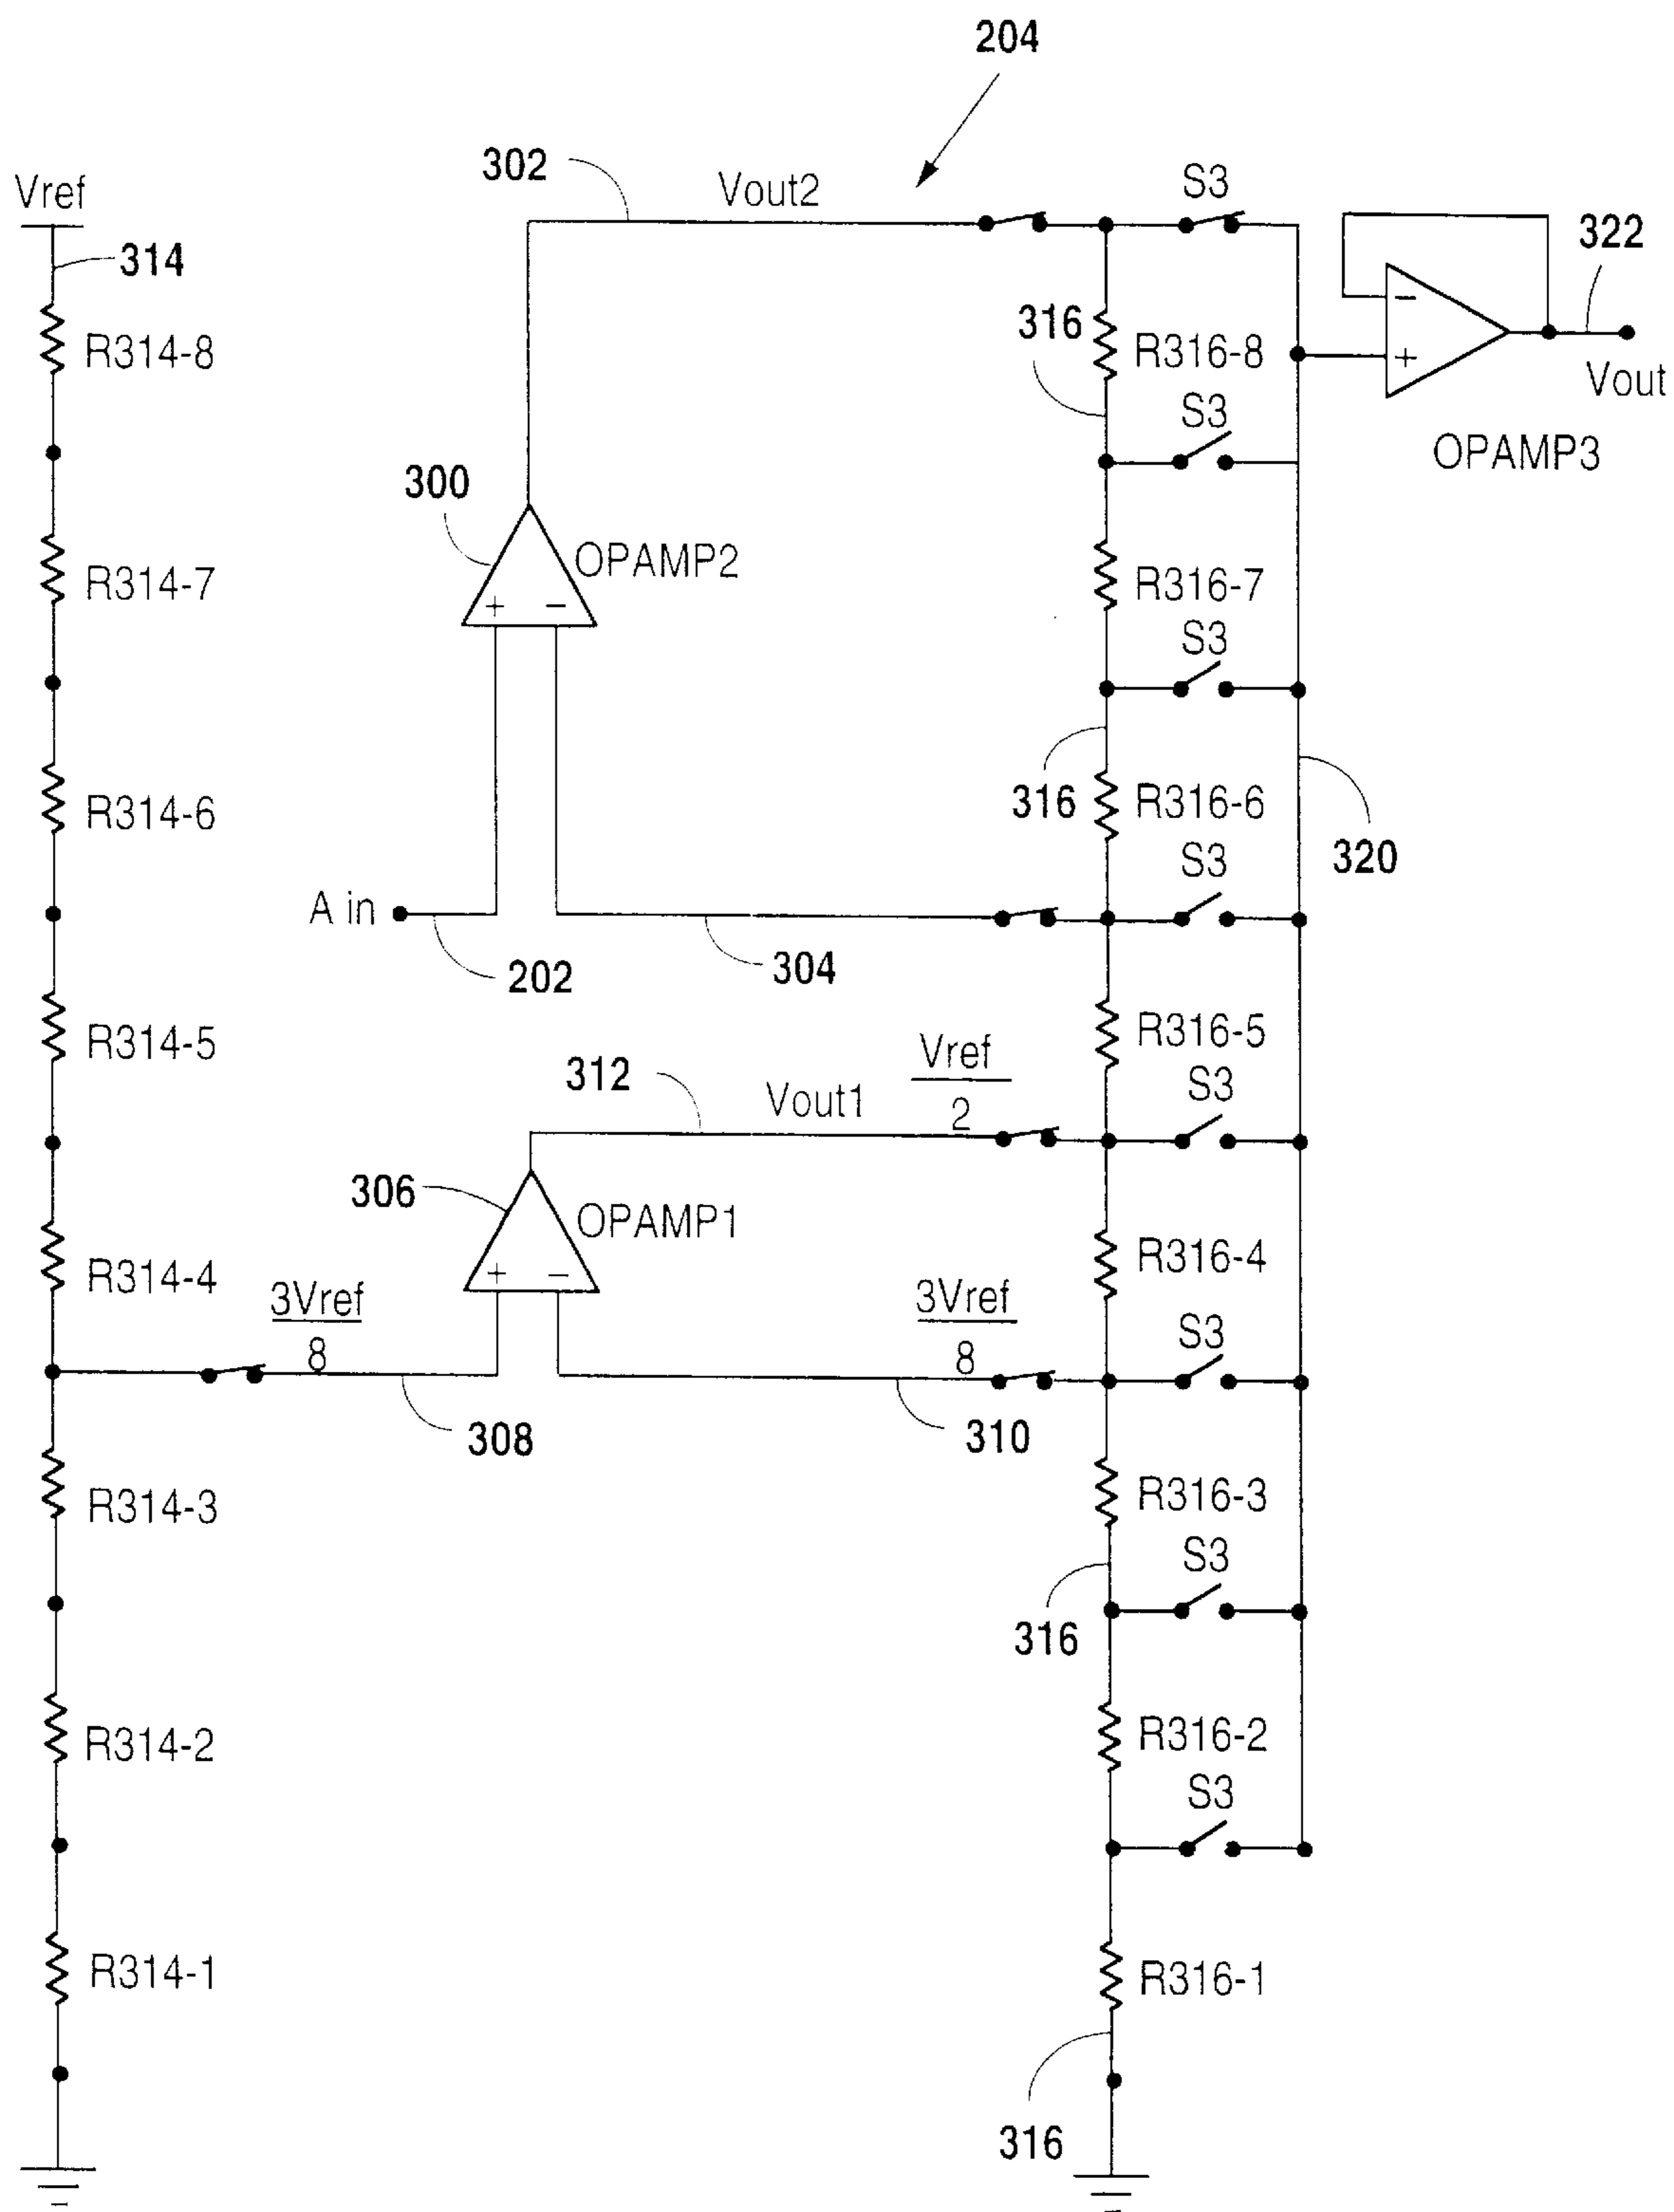 204
302
Vout2
S3
Vref
314
322
316
R314-8
R316-8
Vout
S3
OPAMP3
300
OPAMP2
R314-7
R316-7
+ −
S3
−
+
R314-6
316
R316-6
320
S3
A in
202
304
R314-5
R316-5
Vref
2
312
Vout1
S3
306
OPAMP1
R314-4
R316-4
+ −
3Vref
8
3Vref
8
S3
308
310
R314-3
R316-3
S3
316
R314-2
R316-2
S3
R314-1
R316-1
316